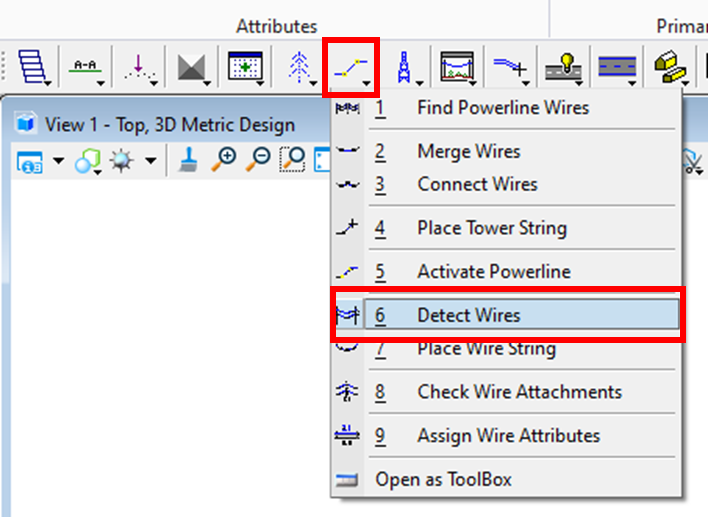 Attributes
Prima
A-A
View 1 - Top, 3D Metric Design
1 Find Powerline Wires
2 Merge Wires
3 Connect Wires
4 Place Tower String
5 Activate Powerline
6 Detect Wires
7 Place Wire String
8 Check Wire Attachments
9 Assign Wire Attributes
Open as ToolBox